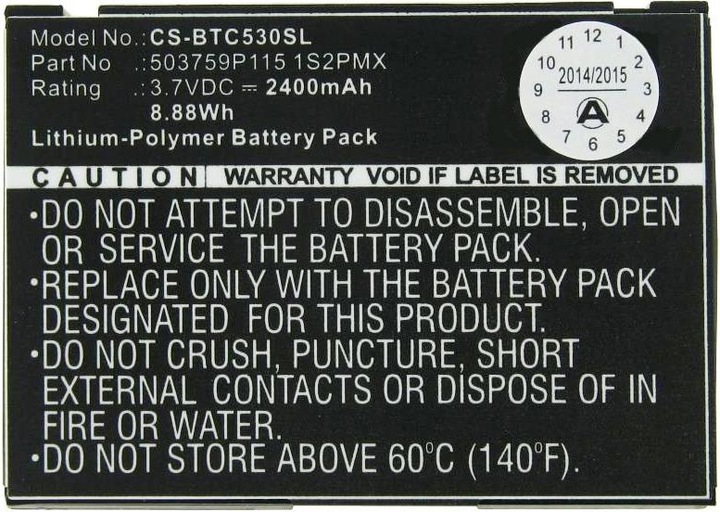 Model No.:CS-BTC530SL
Part No .:503759P115 1S2PMX
Rating .:3.7VDC ⎓ 2400mAh
8.88Wh
Lithium-Polymer Battery Pack
11 12 1
10 2
2014/2015
9 3
A
8 4
7 6 5
CAUTION WARRANTY VOID IF LABEL IS REMOVED
•DO NOT ATTEMPT TO DISASSEMBLE, OPEN
OR SERVICE THE BATTERY PACK.
•REPLACE ONLY WITH THE BATTERY PACK
DESIGNATED FOR THIS PRODUCT.
•DO NOT CRUSH, PUNCTURE, SHORT
EXTERNAL CONTACTS OR DISPOSE OF IN
FIRE OR WATER.
•DO NOT STORE ABOVE 60°C (140°F).